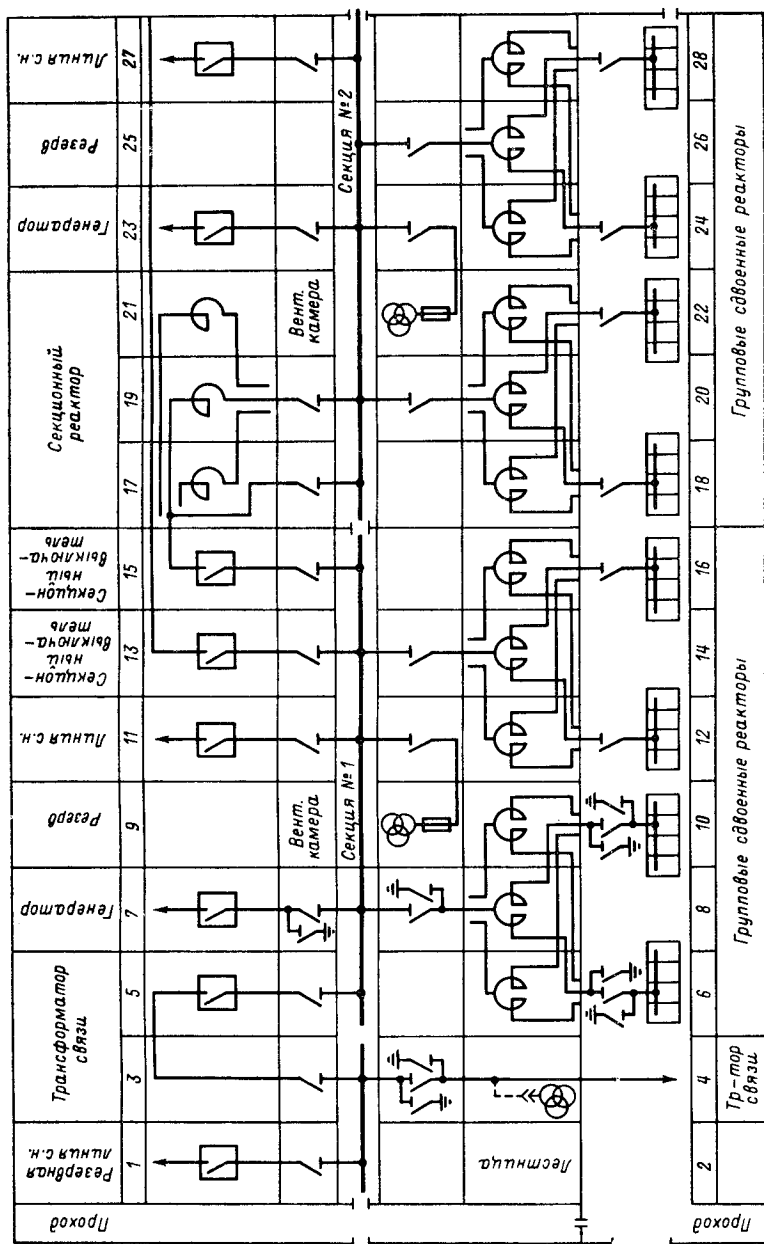 Линия с.н.
27
Резерв
25
Генератор
23
Секционный
реактор
21
19
17
Секцион-
ный
выключа-
тель
15
Секцион-
ный
выключа-
тель
13
Линия с.н.
11
Резерв
9
Генератор
7
Трансформатор
связи
5
3
Резервная
линия с.н.
1
Проход
Вент.
камера
Вент.
камера
Секция №2
Секция №1
Лестница
28
26
24
22
20
18
Групповые сдвоенные реакторы
16
14
12
10
8
6
Групповые сдвоенные реакторы
4
Тр-тор
связи
2
Проход